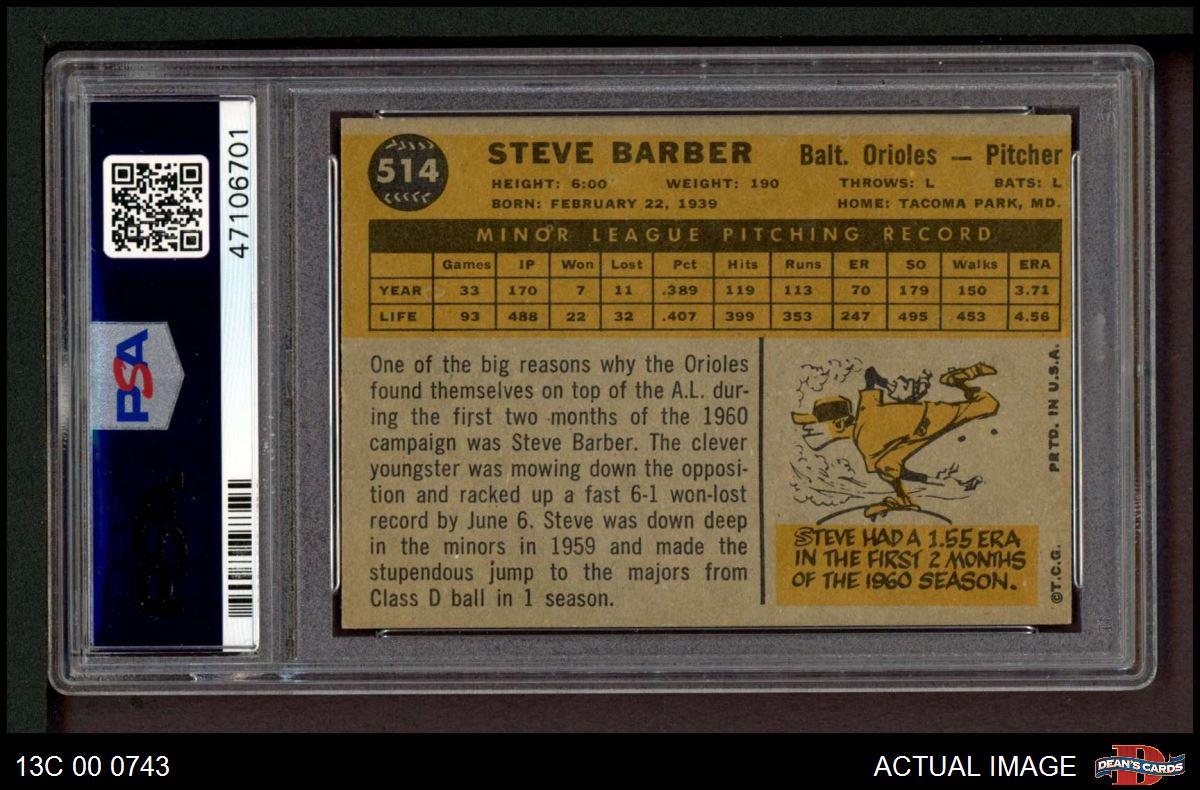 47106701
PSA
514
STEVE BARBER
Balt. Orioles — Pitcher
HEIGHT: 6:00 WEIGHT: 190 THROWS: L BATS: L
BORN: FEBRUARY 22, 1939 HOME: TACOMA PARK, MD.
MINOR LEAGUE PITCHING RECORD
Games IP Won Lost Pct Hits Runs ER SO Walks ERA
YEAR 33 170 7 11 .389 119 113 70 179 150 3.71
LIFE 93 488 22 32 .407 399 353 247 495 453 4.56
One of the big reasons why the Orioles
found themselves on top of the A.L. dur-
ing the first two months of the 1960
campaign was Steve Barber. The clever
youngster was mowing down the opposi-
tion and racked up a fast 6-1 won-lost
record by June 6. Steve was down deep
in the minors in 1959 and made the
stupendous jump to the majors from
Class D ball in 1 season.
STEVE HAD A 1.55 ERA
IN THE FIRST 2 MONTHS
OF THE 1960 SEASON.
©T.C.G. PRTD. IN U.S.A.
13C 00 0743
ACTUAL IMAGE
D
DEAN'S CARDS